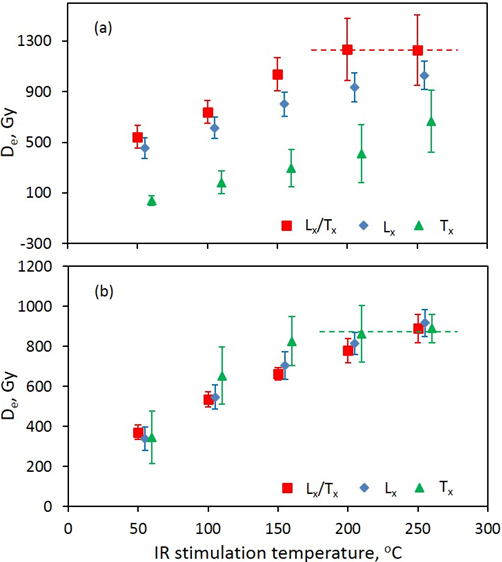 (a)
1300
900
500
100
-300
De, Gy
Lx/Tx Lx Tx
(b)
1200
1000
800
600
400
200
0
De, Gy
Lx/Tx Lx Tx
0 50 100 150 200 250 300
IR stimulation temperature, °C